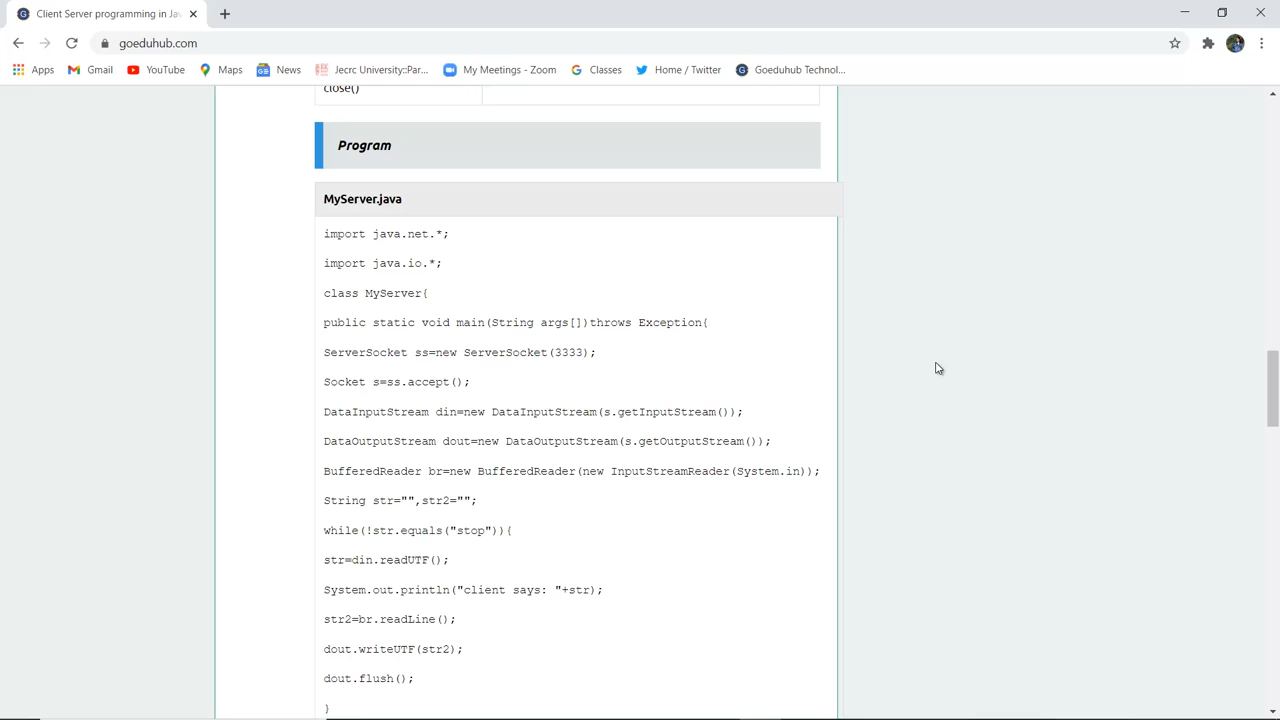 Client Server programming in Jav
goeduhub.com
Apps Gmail YouTube Maps News Jecrc University::Par... My Meetings - Zoom Classes Home / Twitter Goeduhub Technol...
close()
Program
MyServer.java
import java.net.*;
import java.io.*;
class MyServer{
public static void main(String args[])throws Exception{
ServerSocket ss=new ServerSocket(3333);
Socket s=ss.accept();
DataInputStream din=new DataInputStream(s.getInputStream());
DataOutputStream dout=new DataOutputStream(s.getOutputStream());
BufferedReader br=new BufferedReader(new InputStreamReader(System.in));
String str="",str2="";
while(!str.equals("stop")){
str=din.readUTF();
System.out.println("client says: "+str);
str2=br.readLine();
dout.writeUTF(str2);
dout.flush();
}